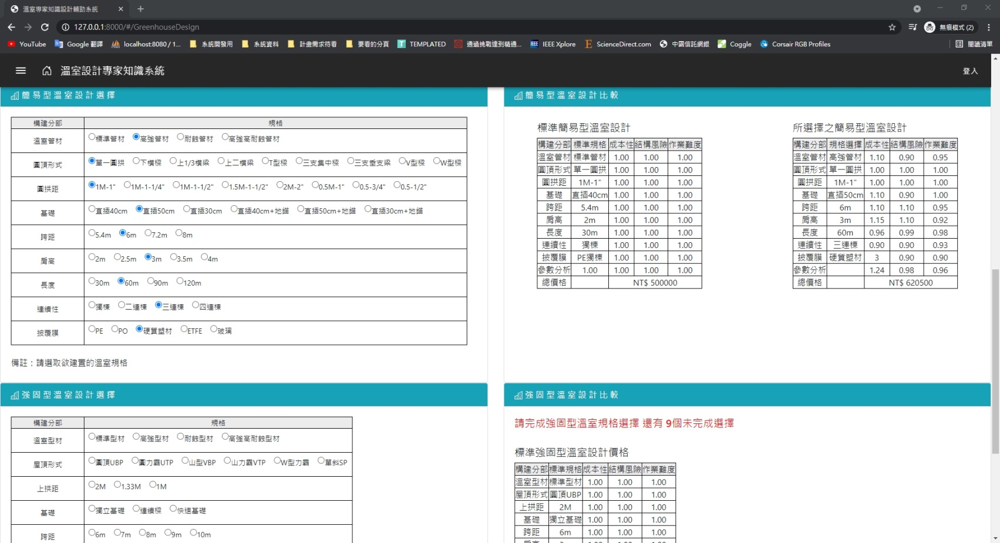 溫室專家知識設計輔助系統
127.0.0.1:8000/#/GreenhouseDesign
無痕模式 (2)
YouTube Google 翻譯 localhost:8080 / 1... 系統開發用 系統資料 計畫需求待看 要看的分頁 TEMPLATED 通過挑戰達到精通... IEEE Xplore ScienceDirect.com 中國信託網銀 Coggle Corsair RGB Profiles 閱讀清單
溫室設計專家知識系統 登入
簡易型溫室設計選擇
構建分部 規格
溫室管材 標準管材 高強管材 耐蝕管材 高強高耐蝕管材
圓頂形式 單一圓拱 下橫樑 上1/3橫梁 上二橫梁 T型樑 三支集中樑 三支垂支梁 V型樑 W型樑
圓拱距 1M-1" 1M-1-1/4" 1M-1-1/2" 1.5M-1-1/2" 2M-2" 0.5M-1" 0.5-3/4" 0.5-1/2"
基礎 直插40cm 直插50cm 直插30cm 直插40cm+地錨 直插50cm+地錨 直插30cm+地錨
跨距 5.4m 6m 7.2m 8m
肩高 2m 2.5m 3m 3.5m 4m
長度 30m 60m 90m 120m
連續性 獨棟 二連棟 三連棟 四連棟
披覆膜 PE PO 硬質塑材 ETFE 玻璃
備註：請選取欲建置的溫室規格
簡易型溫室設計比較
標準簡易型溫室設計
構建分部 標準規格 成本性 結構風險 作業難度
溫室管材 標準管材 1.00 1.00 1.00
圓頂形式 單一圓拱 1.00 1.00 1.00
圓拱距 1M-1" 1.00 1.00 1.00
基礎 直插40cm 1.00 1.00 1.00
跨距 5.4m 1.00 1.00 1.00
肩高 2m 1.00 1.00 1.00
長度 30m 1.00 1.00 1.00
連續性 獨棟 1.00 1.00 1.00
披覆膜 PE獨棟 1.00 1.00 1.00
參數分析 1.00 1.00 1.00 1.00
總價格 NT$ 500000
所選擇之簡易型溫室設計
構建分部 規格選擇 成本性 結構風險 作業難度
溫室管材 高強管材 1.10 0.90 0.95
圓頂形式 單一圓拱 1.00 1.00 1.00
圓拱距 1M-1" 1.00 1.00 1.00
基礎 直插50cm 1.10 0.90 1.00
跨距 6m 1.10 1.10 0.95
肩高 3m 1.15 1.10 0.92
長度 60m 0.96 0.99 0.98
連續性 三連棟 0.90 0.90 0.93
披覆膜 硬質塑材 3 0.90 0.90
參數分析 1.24 0.98 0.96
總價格 NT$ 620500
強固型溫室設計選擇
構建分部 規格
溫室型材 標準型材 高強型材 耐蝕型材 高強高耐蝕型材
屋頂形式 圓頂UBP 圓力霸UTP 山型VBP 山力霸VTP W型力霸 單斜SP
上拱距 2M 1.33M 1M
基礎 獨立基礎 連續樑 快速基礎
跨距 6m 7m 8m 9m 10m
強固型溫室設計比較
請完成強固型溫室規格選擇 還有 9個未完成選擇
標準強固型溫室設計價格
構建分部 標準規格 成本性 結構風險 作業難度
溫室型材 標準型材 1.00 1.00 1.00
屋頂形式 圓頂UBP 1.00 1.00 1.00
上拱距 2M 1.00 1.00 1.00
基礎 獨立基礎 1.00 1.00 1.00
跨距 6m 1.00 1.00 1.00